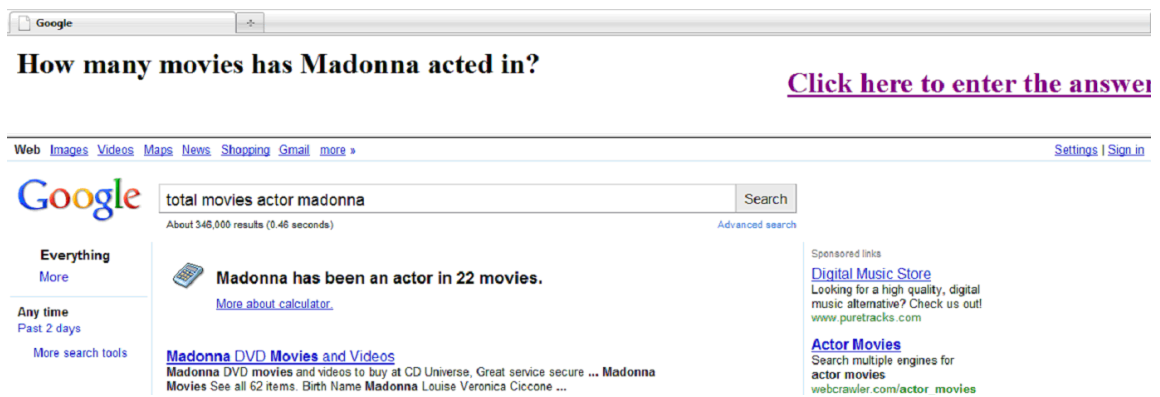 Google
How many movies has Madonna acted in?
Click here to enter the answer
Web Images Videos Maps News Shopping Gmail more »
Settings | Sign in
Google
total movies actor madonna
Search
About 346,000 results (0.46 seconds)
Advanced search
Everything
More
Any time
Past 2 days
More search tools
Madonna has been an actor in 22 movies.
More about calculator.
Madonna DVD Movies and Videos
Madonna DVD movies and videos to buy at CD Universe, Great service secure ... Madonna
Movies See all 62 items. Birth Name Madonna Louise Veronica Ciccone ...
Sponsored links
Digital Music Store
Looking for a high quality, digital
music alternative? Check us out!
www.puretracks.com
Actor Movies
Search multiple engines for
actor movies
webcrawler.com/actor_movies